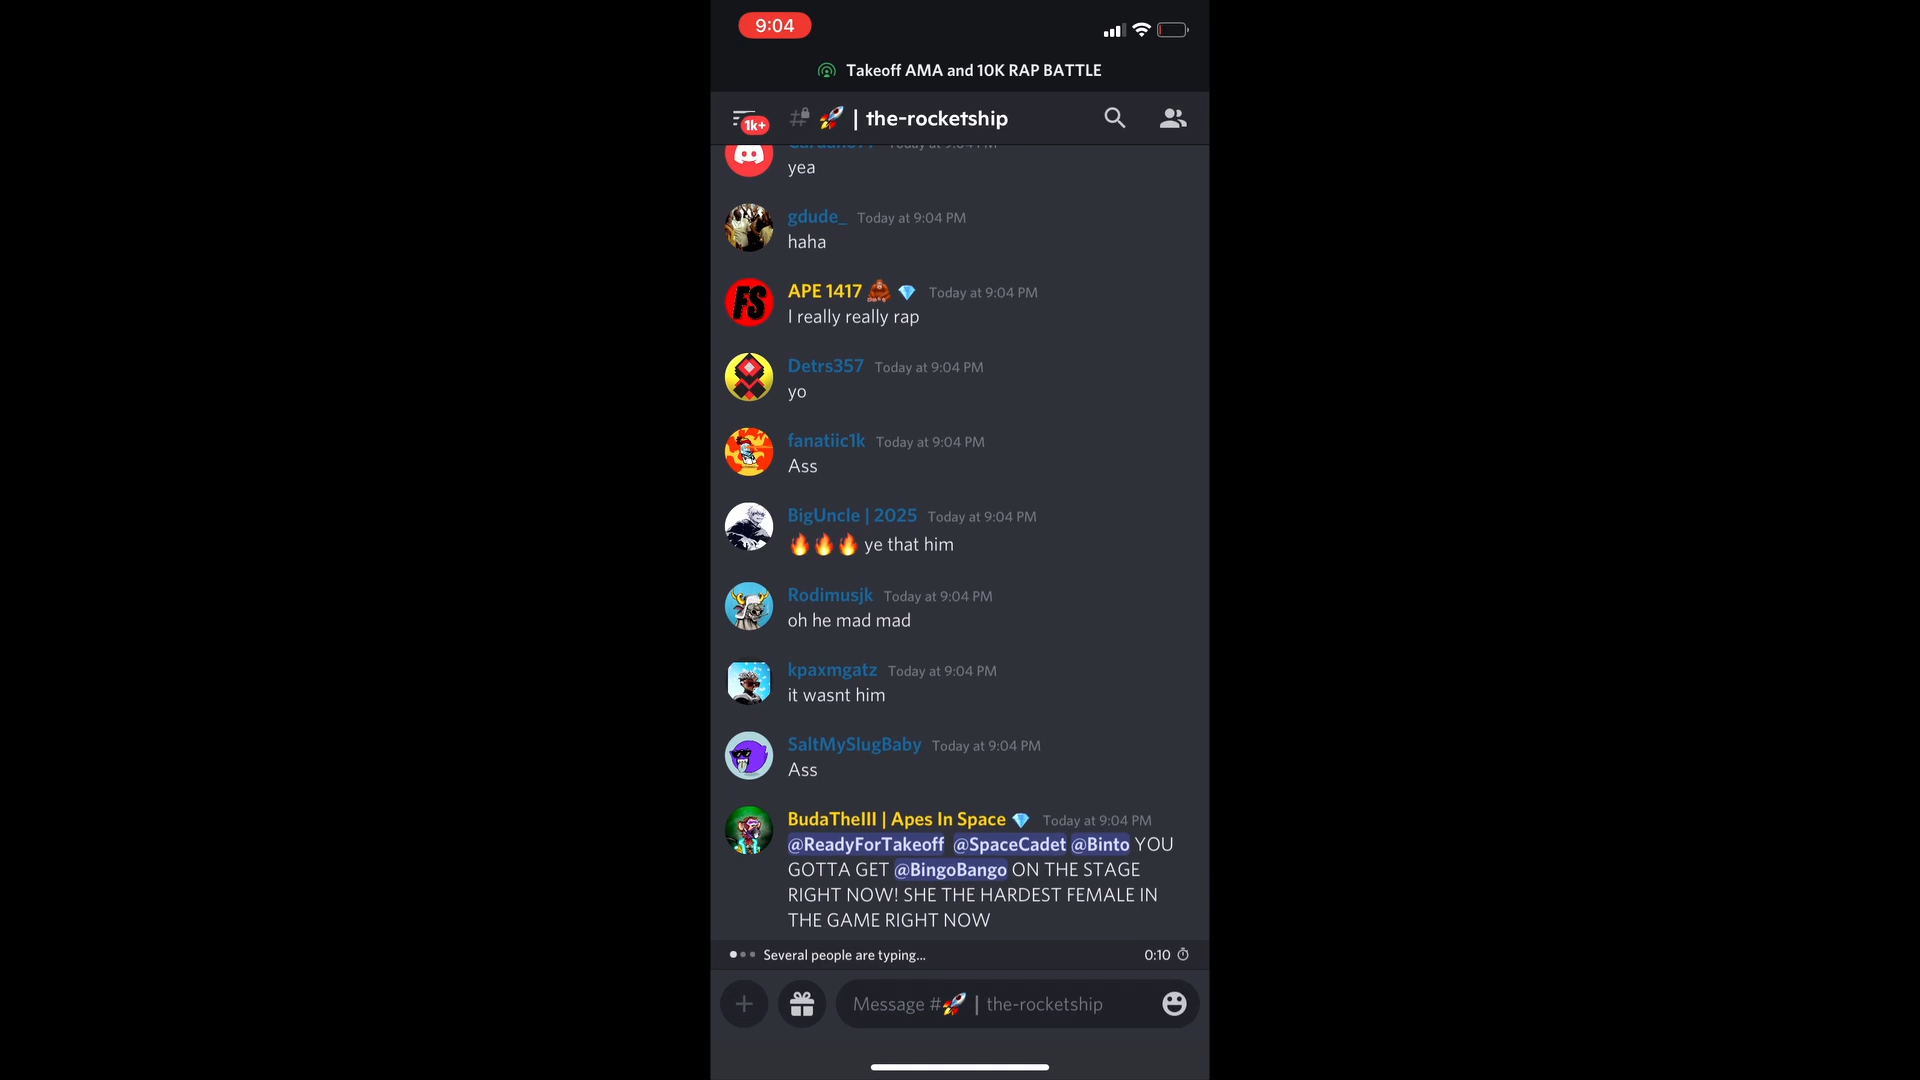 9:04
Takeoff AMA and 10K RAP BATTLE
1k+
# 🚀 | the-rocketship
yea
gdude_ Today at 9:04 PM
haha
FS
APE 1417 🦧 💎 Today at 9:04 PM
I really really rap
Detrs357 Today at 9:04 PM
yo
fanatiic1k Today at 9:04 PM
Ass
BigUncle | 2025 Today at 9:04 PM
🔥🔥🔥 ye that him
Rodimusjk Today at 9:04 PM
oh he mad mad
kpaxmgatz Today at 9:04 PM
it wasnt him
SaltMySlugBaby Today at 9:04 PM
Ass
BudaTheIII | Apes In Space 💎 Today at 9:04 PM
@ReadyForTakeoff @SpaceCadet @Binto YOU
GOTTA GET @BingoBango ON THE STAGE
RIGHT NOW! SHE THE HARDEST FEMALE IN
THE GAME RIGHT NOW
Several people are typing... 0:10
Message #🚀 | the-rocketship